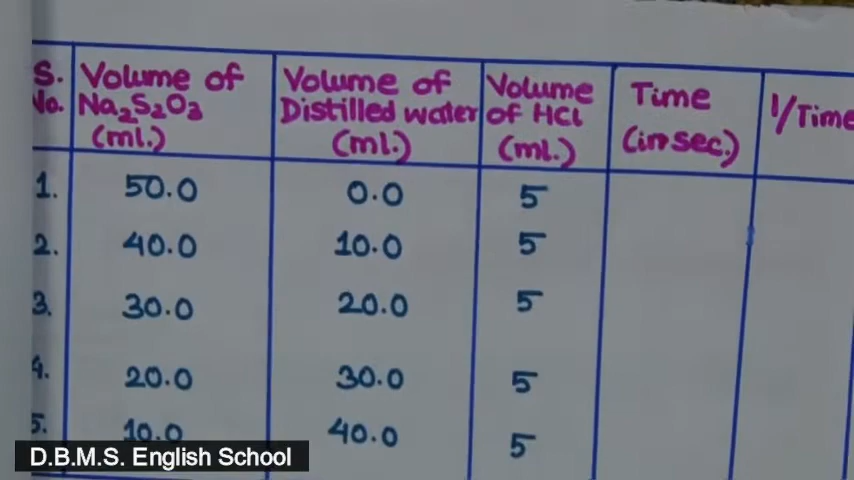 S. No. Volume of Na₂S₂O₃ (ml.) Volume of Distilled water (ml.) Volume of HCl (ml.) Time (in sec.) 1/Time
1. 50.0 0.0 5
2. 40.0 10.0 5
3. 30.0 20.0 5
4. 20.0 30.0 5
5. 10.0 40.0 5
D.B.M.S. English School